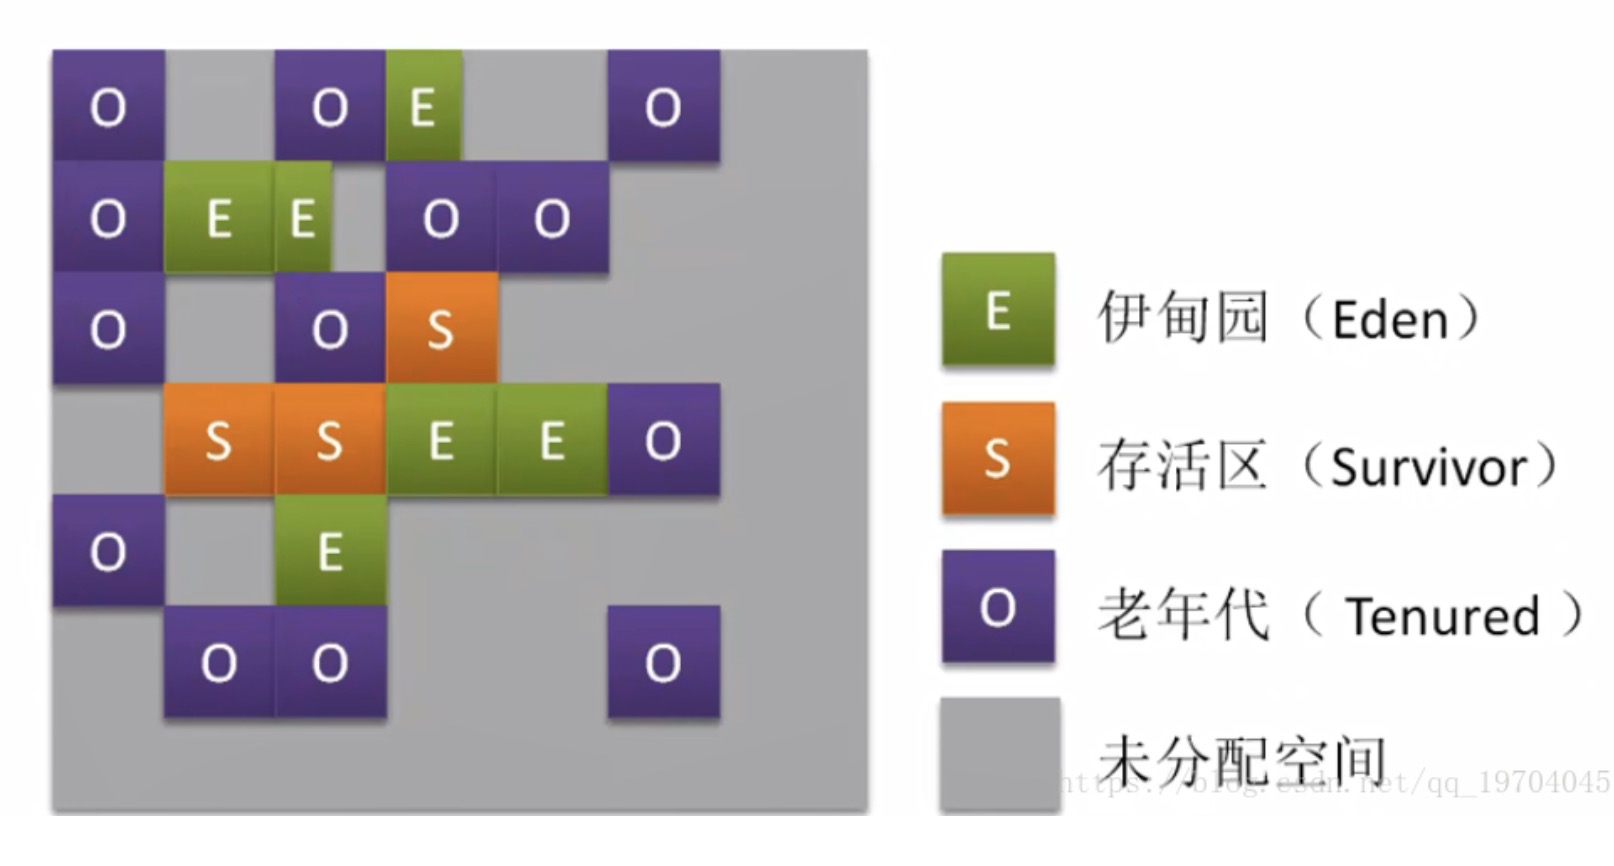 O O E O
O E E O O
O O S
S S E E O
O E
O O O
E 伊甸园（Eden）
S 存活区（Survivor）
O 老年代（ Tenured ）
未分配空间
https://blog.csdn.net/qq_19704045